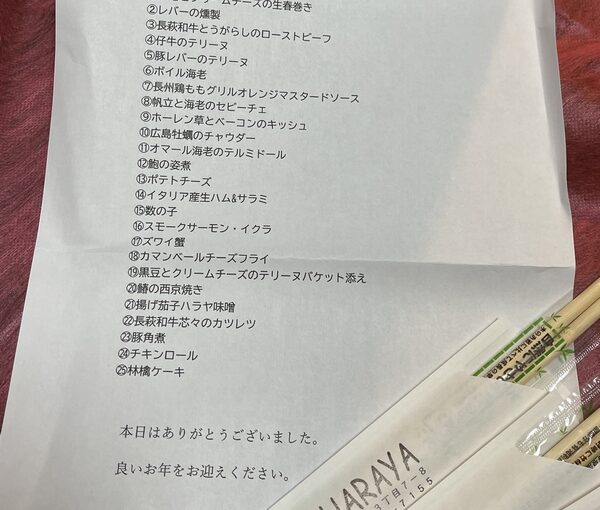 クリームチーズの生春巻き
②レバーの燻製
③長萩和牛とうがらしのローストビーフ
④仔牛のテリーヌ
⑤豚レバーのテリーヌ
⑥ボイル海老
⑦長州鶏ももグリルオレンジマスタードソース
⑧帆立と海老のセビーチェ
⑨ホーレン草とベーコンのキッシュ
⑩広島牡蠣のチャウダー
⑪オマール海老のテルミドール
⑫鮑の姿煮
⑬ポテトチーズ
⑭イタリア産生ハム&サラミ
⑮数の子
⑯スモークサーモン・イクラ
⑰ズワイ蟹
⑱カマンベールチーズフライ
⑲黒豆とクリームチーズのテリーヌバケット添え
⑳鰆の西京焼き
㉑揚げ茄子ハラヤ味噌
㉒長萩和牛芯々のカツレツ
㉓豚角煮
㉔チキンロール
㉕林檎ケーキ
本日はありがとうございました。
良いお年をお迎えください。
HARAYA
3丁目7-8
7155